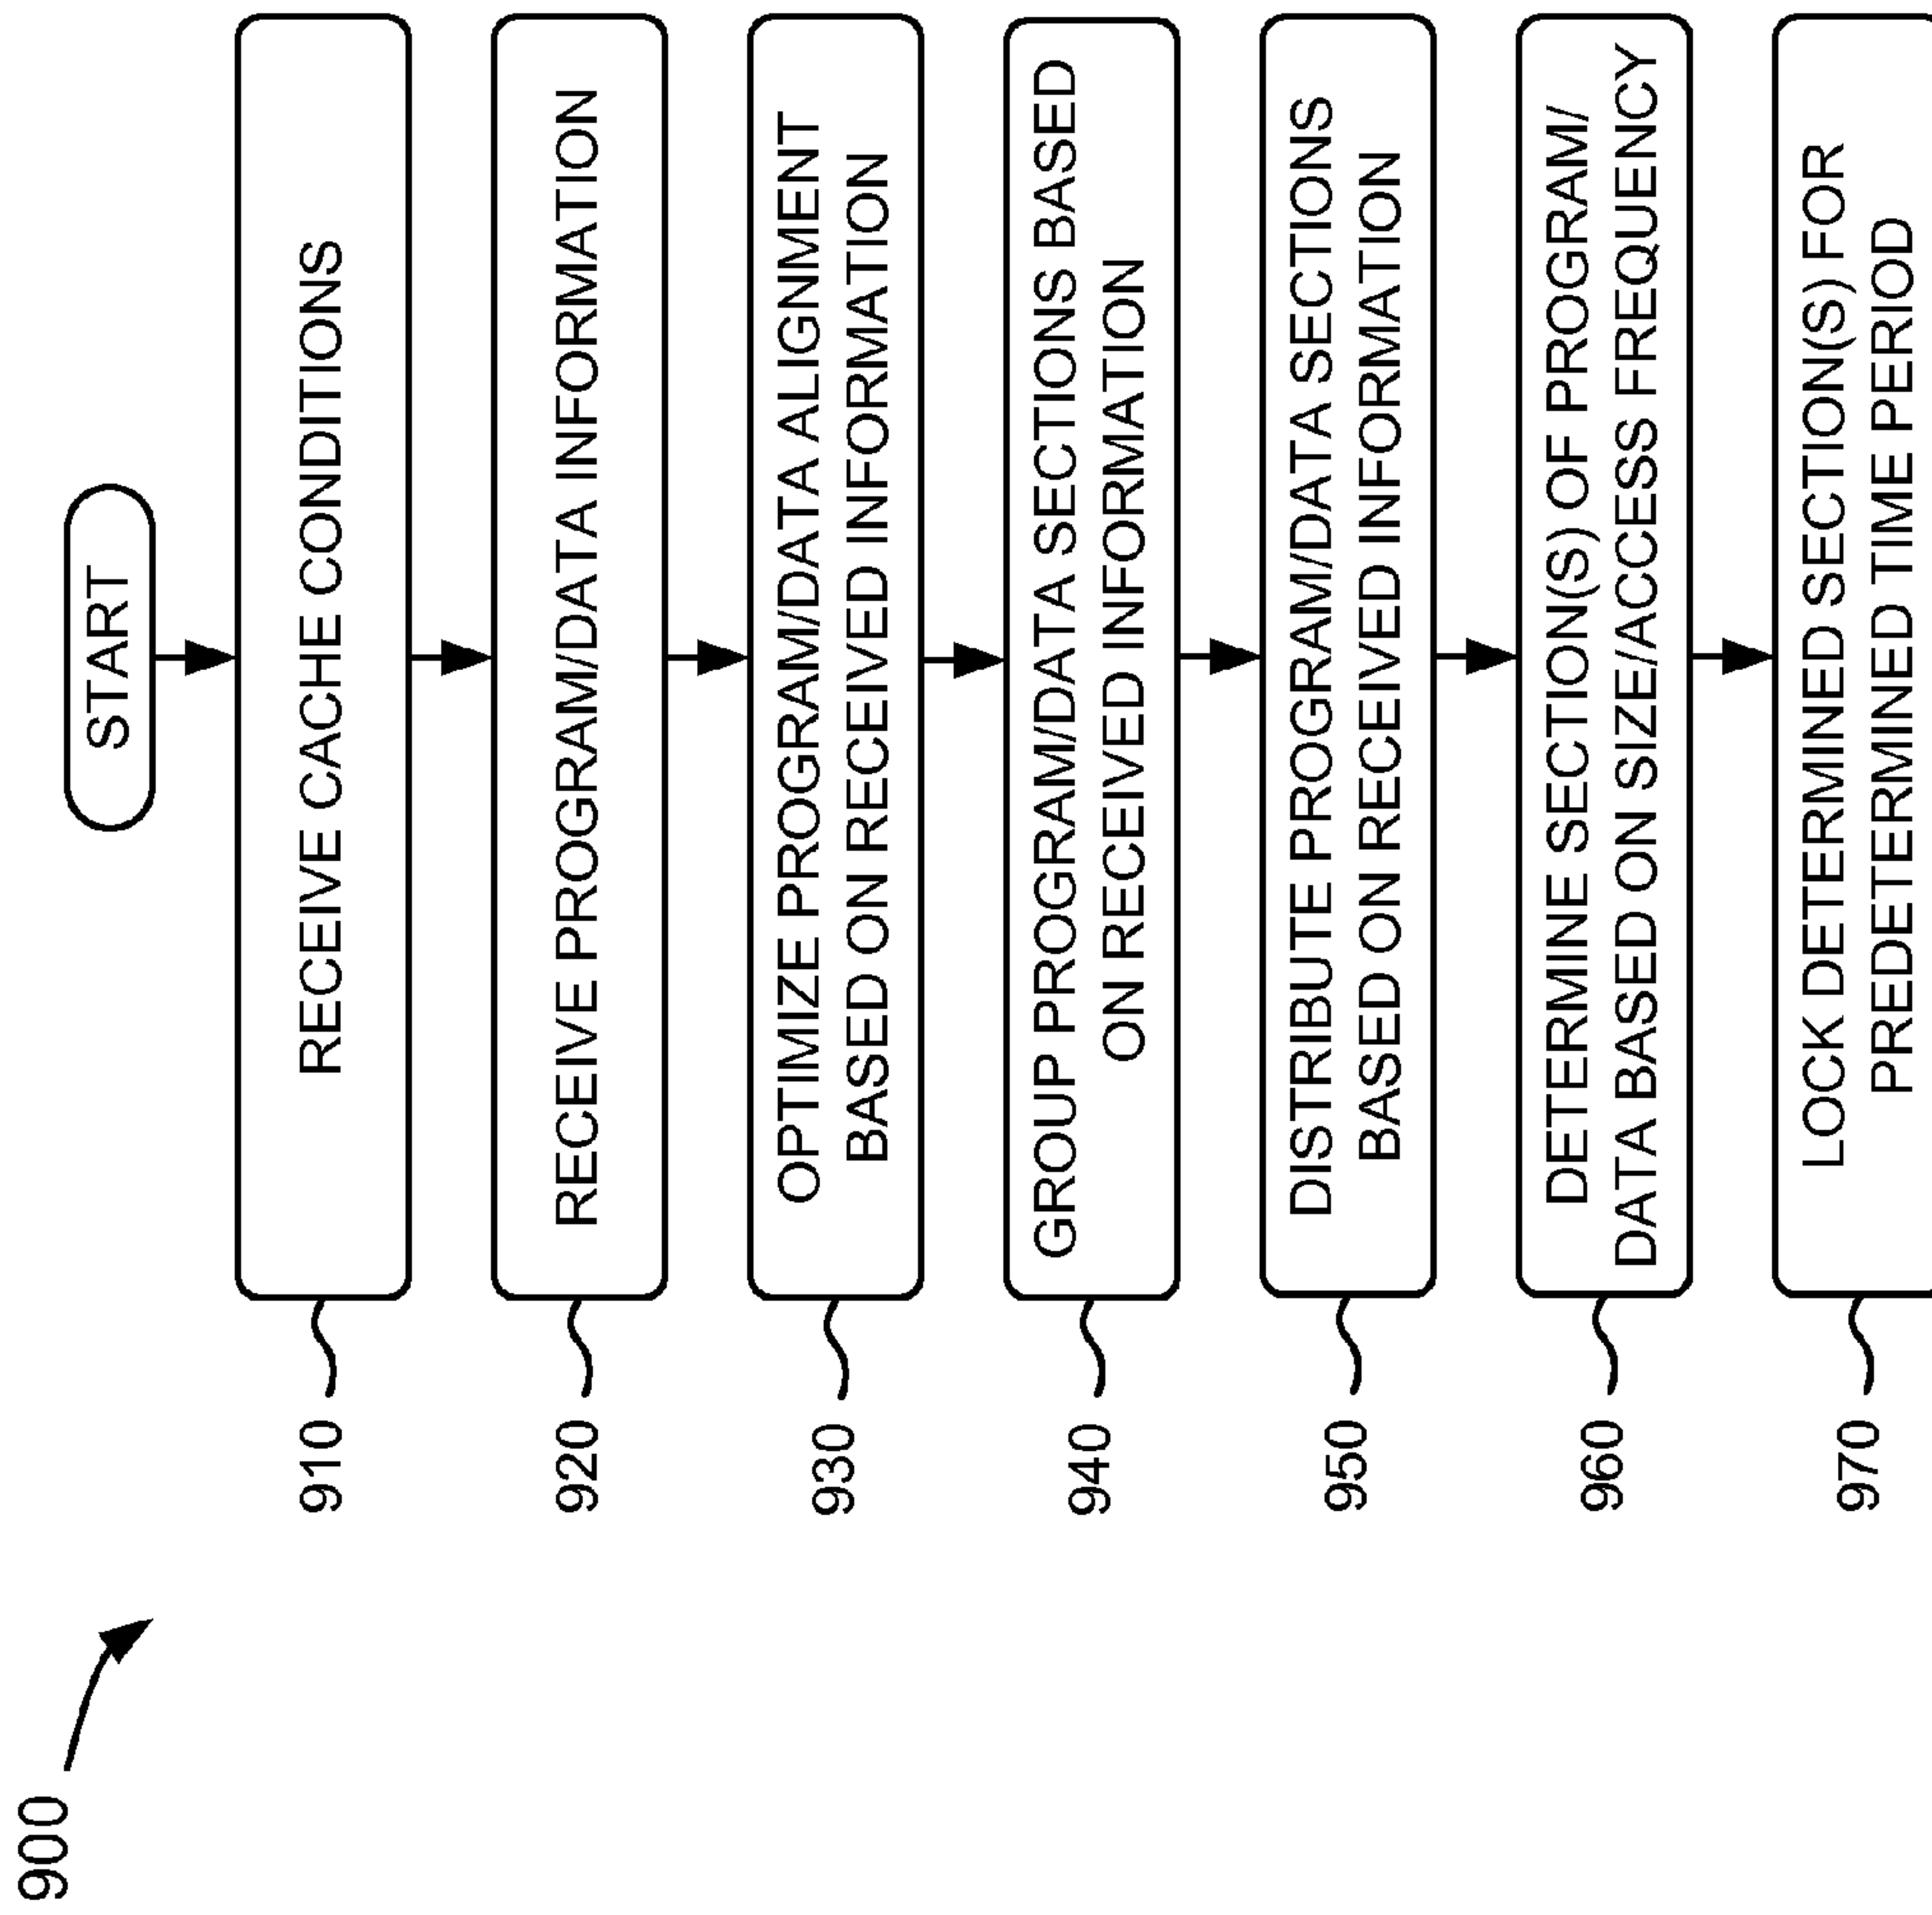 900
START
910
RECEIVE CACHE CONDITIONS
920
RECEIVE PROGRAM/DATA INFORMATION
930
OPTIMIZE PROGRAM/DATA ALIGNMENT
BASED ON RECEIVED INFORMATION
940
GROUP PROGRAM/DATA SECTIONS BASED
ON RECEIVED INFORMATION
950
DISTRIBUTE PROGRAM/DATA SECTIONS
BASED ON RECEIVED INFORMATION
960
DETERMINE SECTION(S) OF PROGRAM/
DATA BASED ON SIZE/ACCESS FREQUENCY
970
LOCK DETERMINED SECTION(S) FOR
PREDETERMINED TIME PERIOD